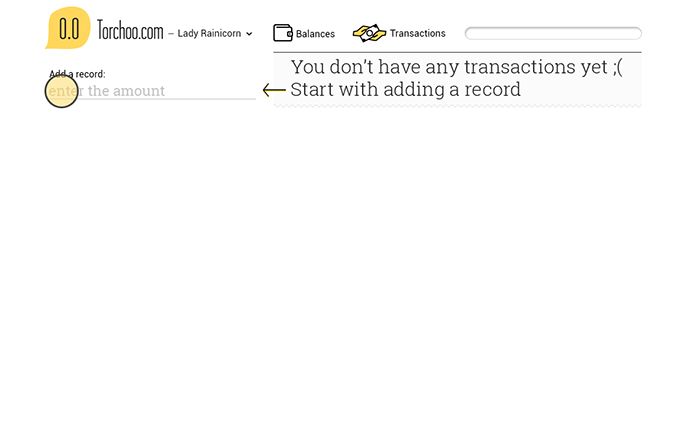 0.0 Torchoo.com – Lady Rainicorn Balances Transactions
Add a record:
enter the amount
You don't have any transactions yet ;(
Start with adding a record